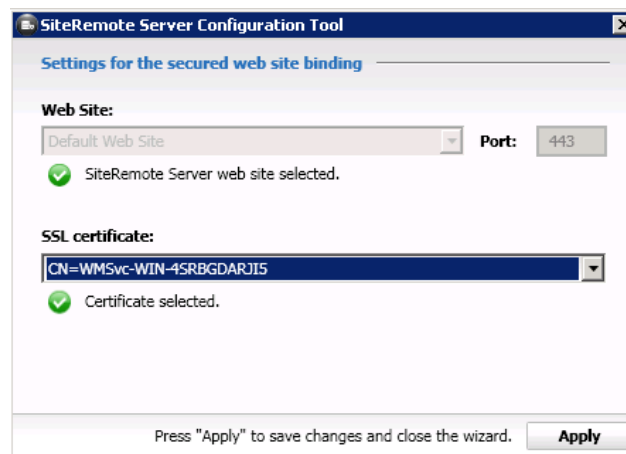 SiteRemote Server Configuration Tool
Settings for the secured web site binding
Web Site:
Default Web Site Port: 443
SiteRemote Server web site selected.
SSL certificate:
CN=WMSvc-WIN-4SRBGDARJI5
Certificate selected.
Press "Apply" to save changes and close the wizard. Apply